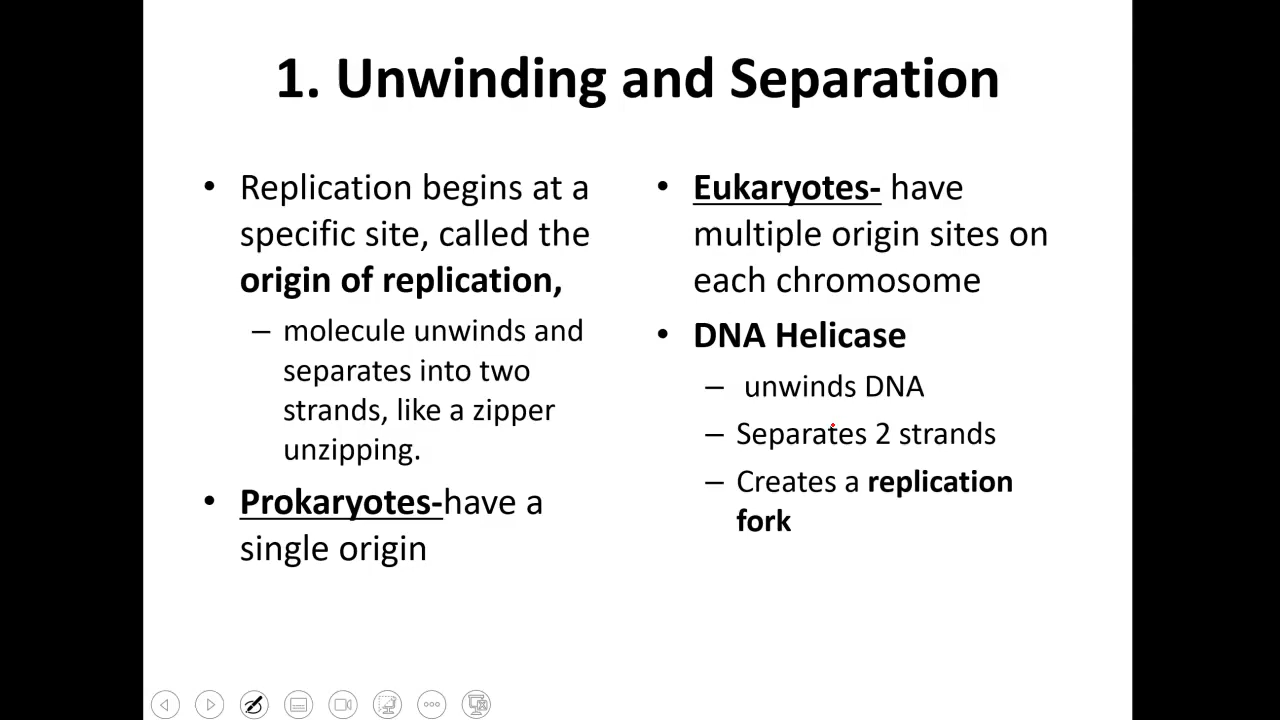 1. Unwinding and Separation
• Replication begins at a
specific site, called the
origin of replication,
– molecule unwinds and
separates into two
strands, like a zipper
unzipping.
• Prokaryotes-have a
single origin
• Eukaryotes- have
multiple origin sites on
each chromosome
• DNA Helicase
– unwinds DNA
– Separates 2 strands
– Creates a replication
fork